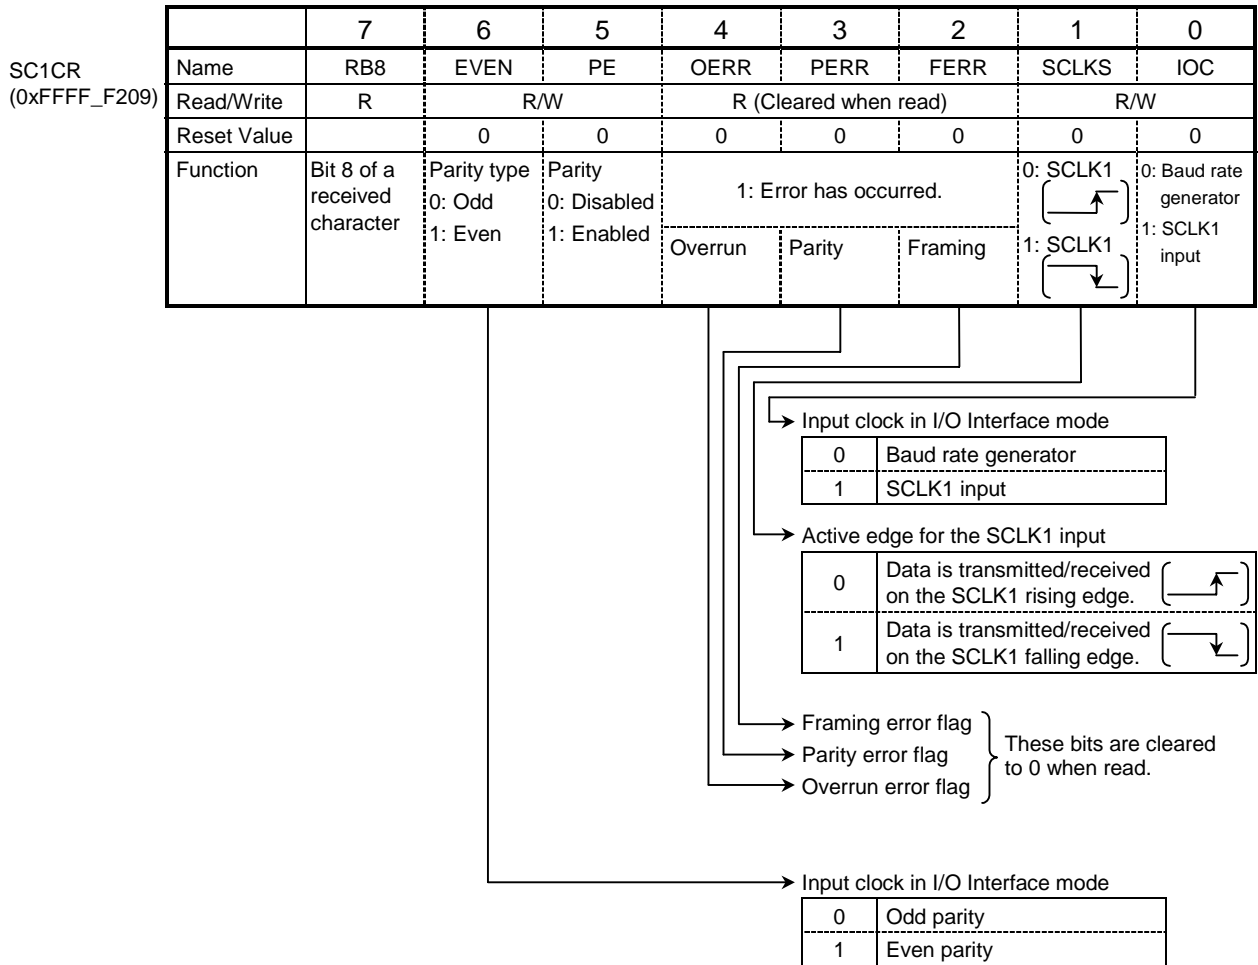 7 6 5 4 3 2 1 0
SC1CR
(0xFFFF_F209)
Name RB8 EVEN PE OERR PERR FERR SCLKS IOC
Read/Write R R/W R (Cleared when read) R/W
Reset Value 0 0 0 0 0 0 0
Function
Bit 8 of a
received
character
Parity type
0: Odd
1: Even
Parity
0: Disabled
1: Enabled
1: Error has occurred.
Overrun Parity Framing
0: SCLK1
1: SCLK1
0: Baud rate
generator
1: SCLK1
input
Input clock in I/O Interface mode
0 Baud rate generator
1 SCLK1 input
Active edge for the SCLK1 input
0 Data is transmitted/received
on the SCLK1 rising edge.
1 Data is transmitted/received
on the SCLK1 falling edge.
Framing error flag
Parity error flag
Overrun error flag
These bits are cleared
to 0 when read.
Input clock in I/O Interface mode
0 Odd parity
1 Even parity